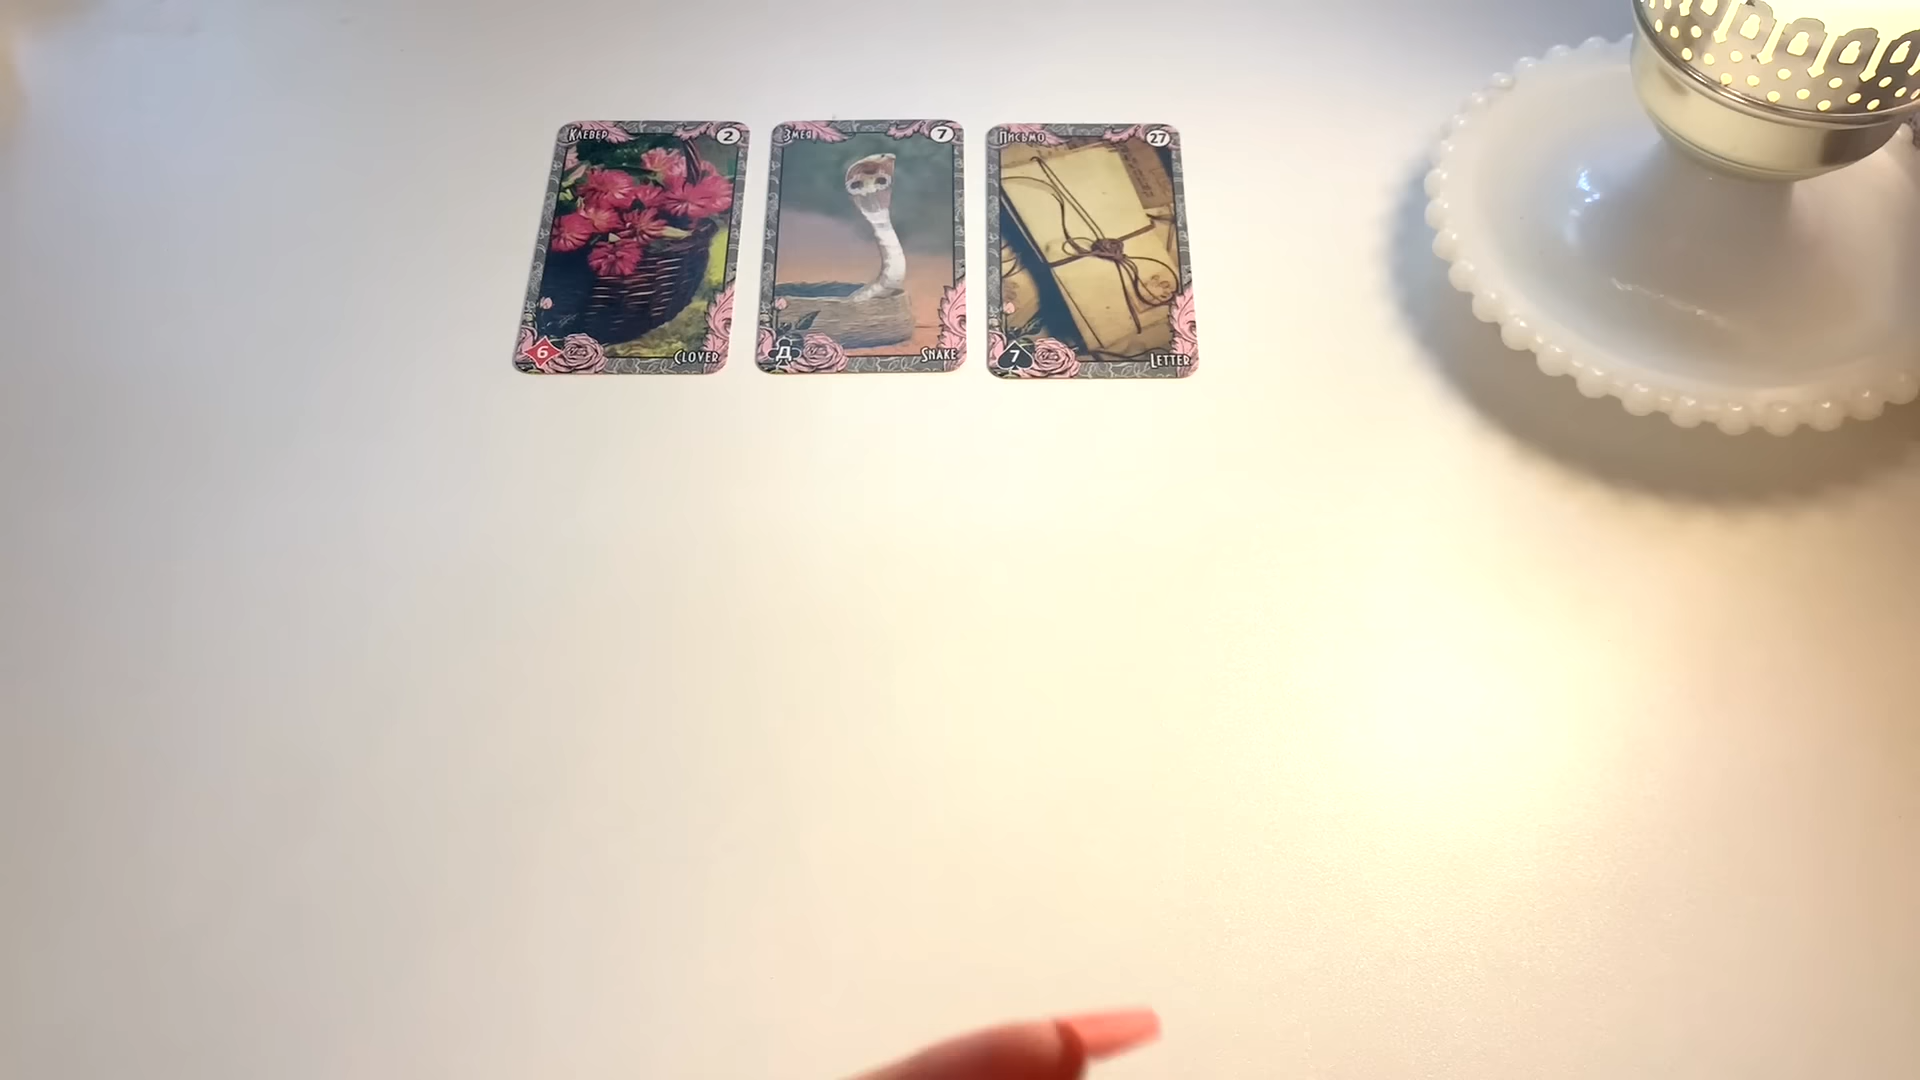 Клевер 2
6 Clover
Змея 7
Д Snake
Письмо 27
7 Letter